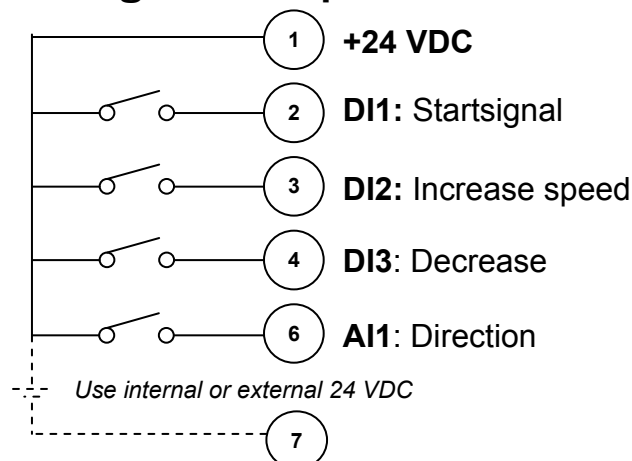 1 +24 VDC
2 DI1: Startsignal
3 DI2: Increase speed
4 DI3: Decrease
6 AI1: Direction
Use internal or external 24 VDC
7